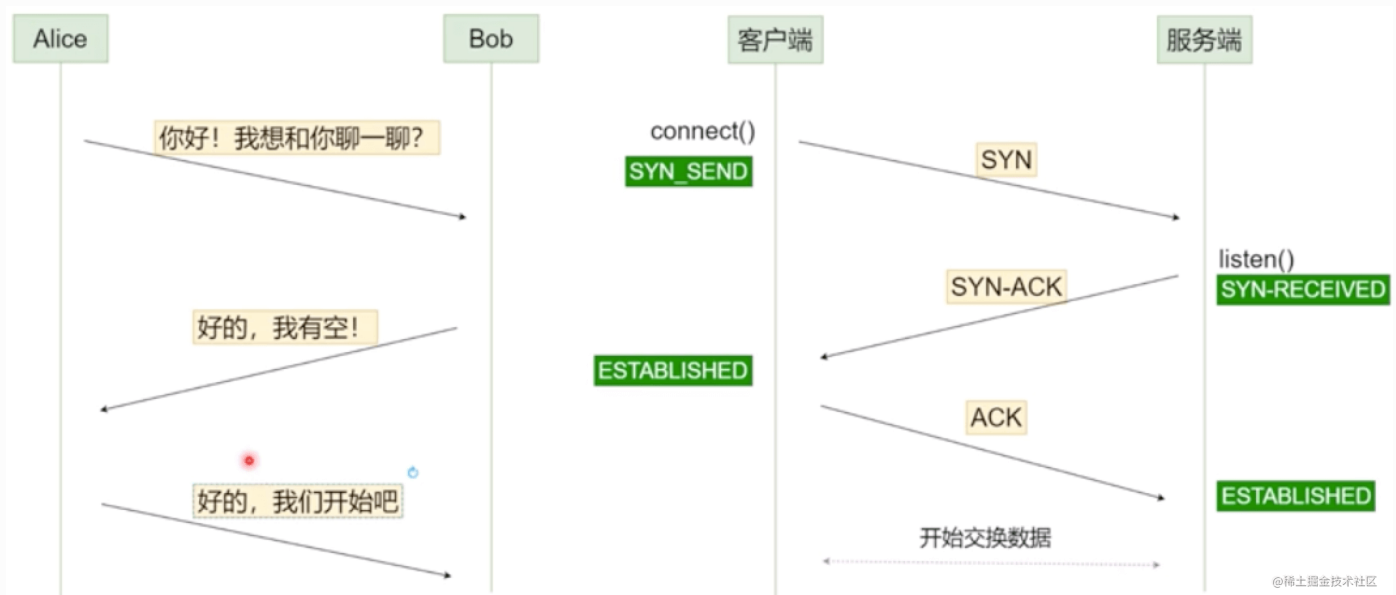 Alice
Bob
客户端
服务端
你好！我想和你聊一聊？
connect()
SYN_SEND
SYN
listen()
SYN-RECEIVED
SYN-ACK
好的，我有空！
ESTABLISHED
ACK
好的，我们开始吧
ESTABLISHED
开始交换数据
@稀土掘金技术社区